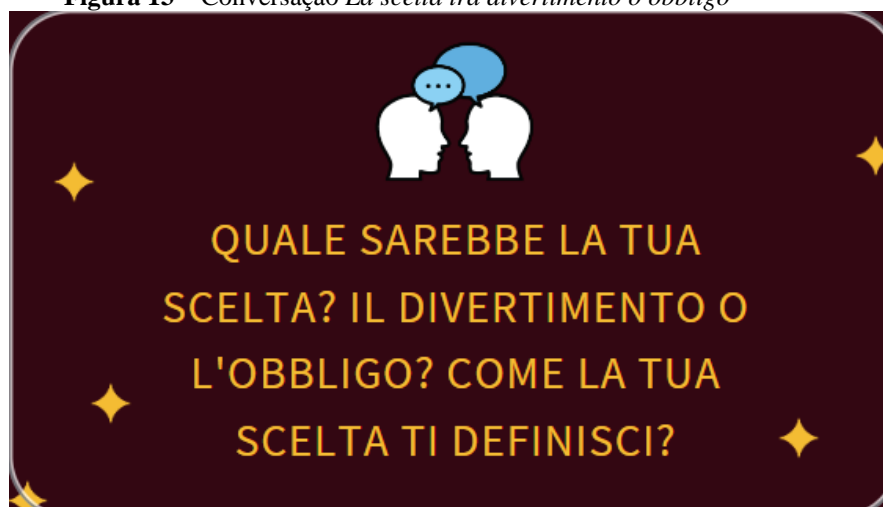 Figura 13 – Conversação La scelta tra divertimento o obbligo
QUALE SAREBBE LA TUA
SCELTA? IL DIVERTIMENTO O
L'OBBLIGO? COME LA TUA
SCELTA TI DEFINISCI?